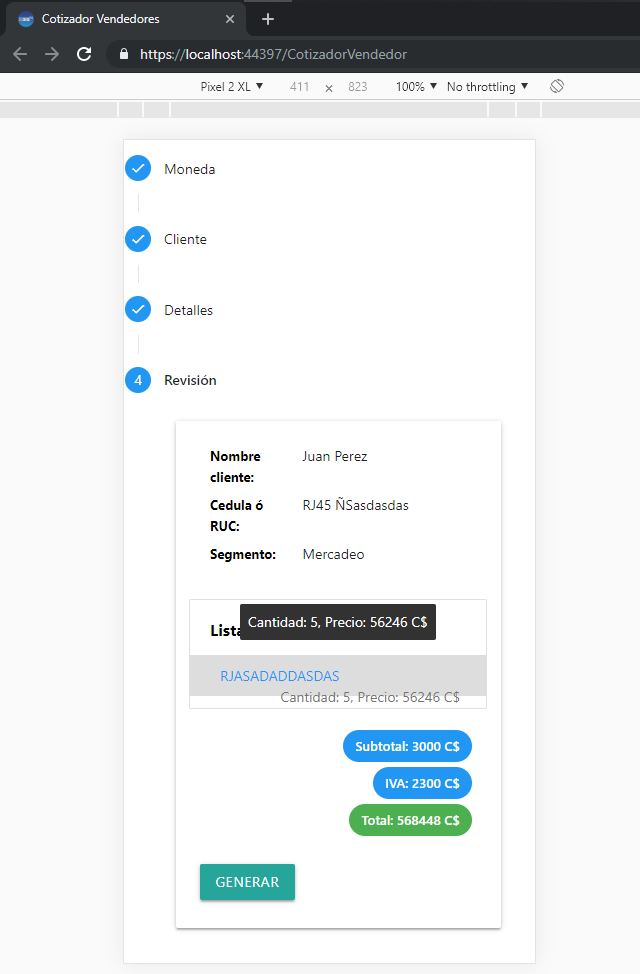 Cotizador Vendedores
https://localhost:44397/CotizadorVendedor
Pixel 2 XL ▼ 411 × 823 100% ▼ No throttling ▼
Moneda
Cliente
Detalles
4 Revisión
Nombre cliente: Juan Perez
Cedula ó RUC: RJ45 ÑSasdasdas
Segmento: Mercadeo
Cantidad: 5, Precio: 56246 C$
Lista
RJASADADDASDAS
Cantidad: 5, Precio: 56246 C$
Subtotal: 3000 C$
IVA: 2300 C$
Total: 568448 C$
GENERAR